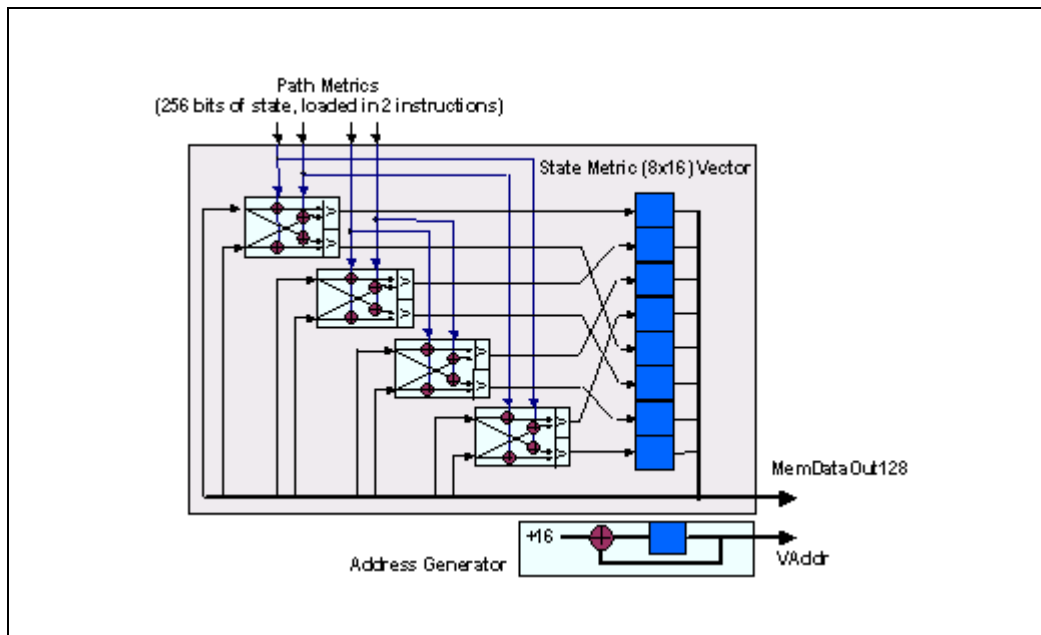 Path Metrics
(256 bits of state, loaded in 2 instructions)
State Metric (8x16) Vector
V
V
V
V
V
V
V
V
MemDataOut128
+16
Address Generator
VAddr